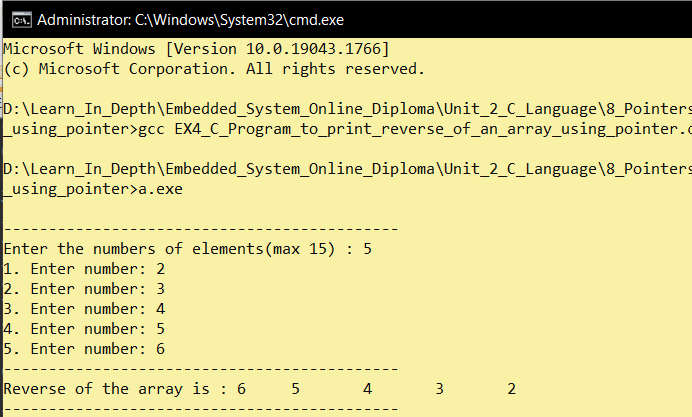 Administrator: C:\Windows\System32\cmd.exe
Microsoft Windows [Version 10.0.19043.1766]
(c) Microsoft Corporation. All rights reserved.
D:\Learn_In_Depth\Embedded_System_Online_Diploma\Unit_2_C_Language\8_Pointers
_using_pointer>gcc EX4_C_Program_to_print_reverse_of_an_array_using_pointer.c
D:\Learn_In_Depth\Embedded_System_Online_Diploma\Unit_2_C_Language\8_Pointers
_using_pointer>a.exe
--------------------------------------------
Enter the numbers of elements(max 15) : 5
1. Enter number: 2
2. Enter number: 3
3. Enter number: 4
4. Enter number: 5
5. Enter number: 6
--------------------------------------------
Reverse of the array is : 6 5 4 3 2
--------------------------------------------